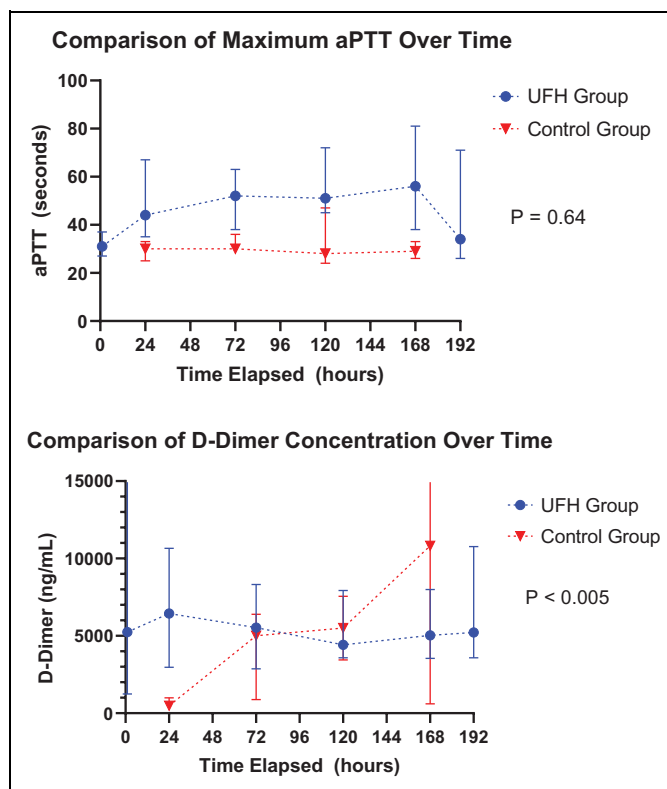 Comparison of Maximum aPTT Over Time
100
80
60
40
20
0
aPTT (seconds)
0 24 48 72 96 120 144 168 192
Time Elapsed (hours)
UFH Group
Control Group
P = 0.64
Comparison of D-Dimer Concentration Over Time
15000
10000
5000
0
D-Dimer (ng/mL)
0 24 48 72 96 120 144 168 192
Time Elapsed (hours)
UFH Group
Control Group
P < 0.005